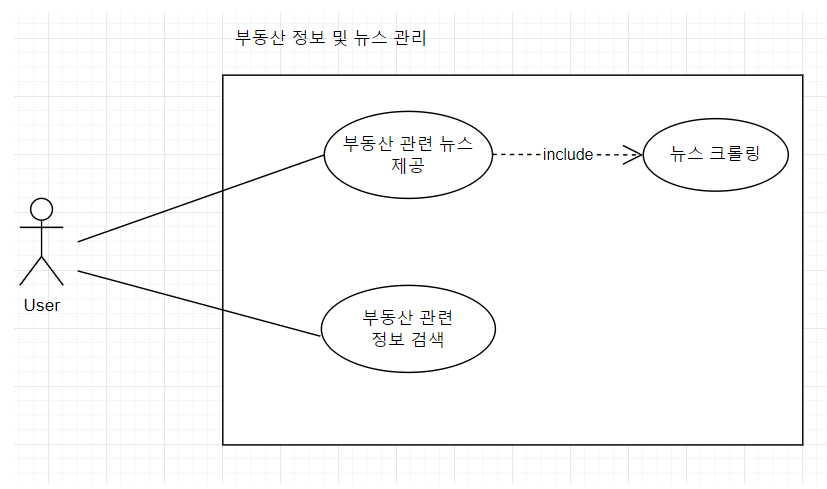 부동산 정보 및 뉴스 관리
부동산 관련 뉴스
제공
include
뉴스 크롤링
User
부동산 관련
정보 검색